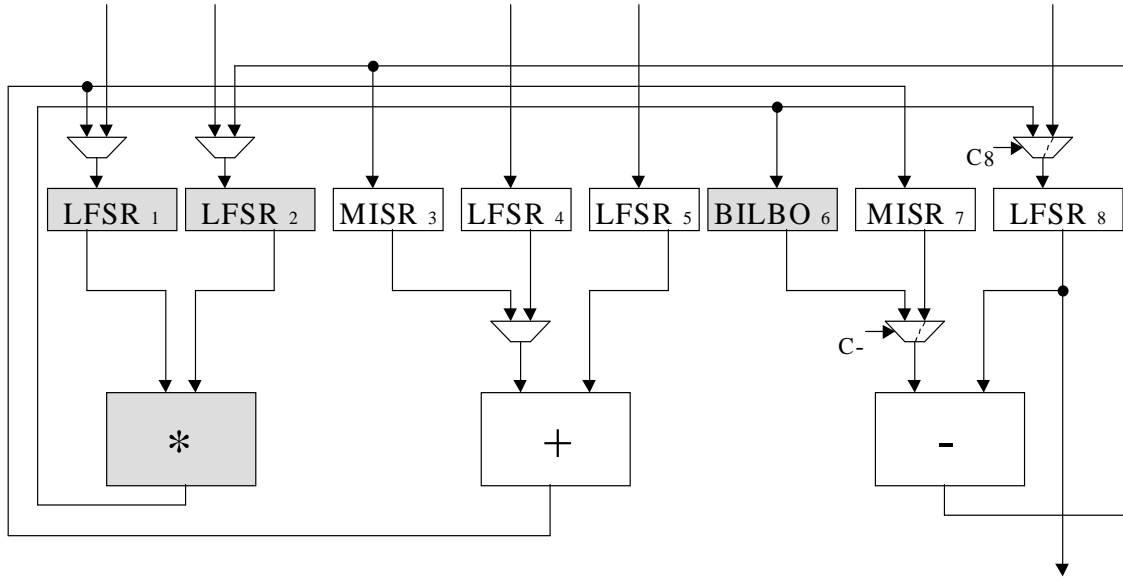 C8
LFSR 1 LFSR 2 MISR 3 LFSR 4 LFSR 5 BILBO 6 MISR 7 LFSR 8
C-
* + -